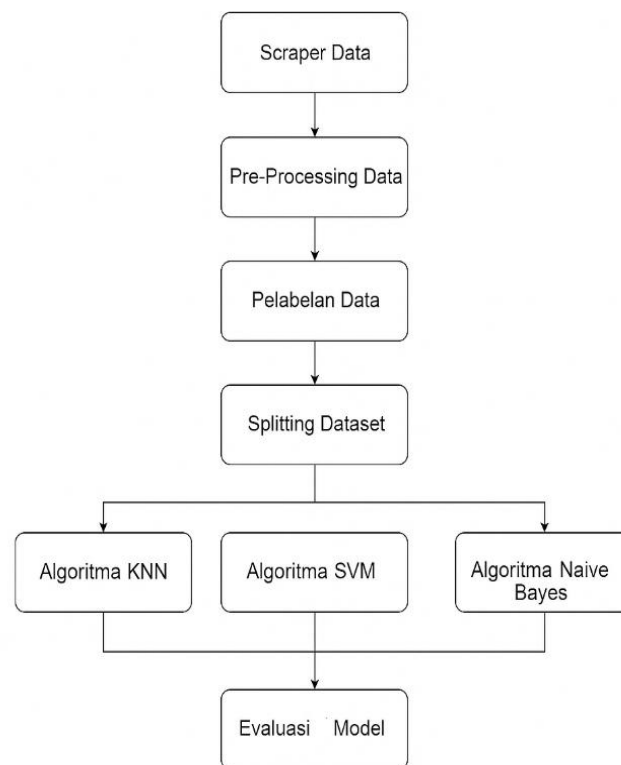 Scraper Data
Pre-Processing Data
Pelabelan Data
Splitting Dataset
Algoritma KNN
Algoritma SVM
Algoritma Naive
Bayes
Evaluasi Model